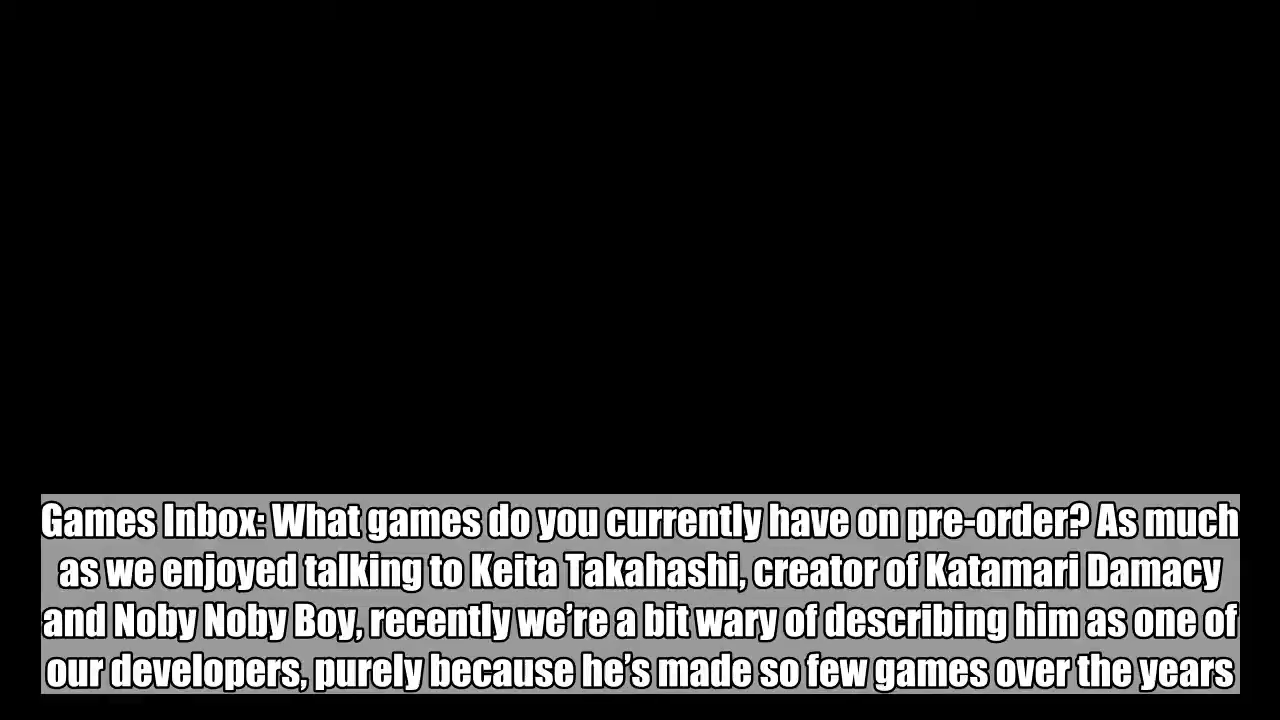 Games Inbox: What games do you currently have on pre-order? As much
as we enjoyed talking to Keita Takahashi, creator of Katamari Damacy
and Noby Noby Boy, recently we’re a bit wary of describing him as one of
our developers, purely because he’s made so few games over the years